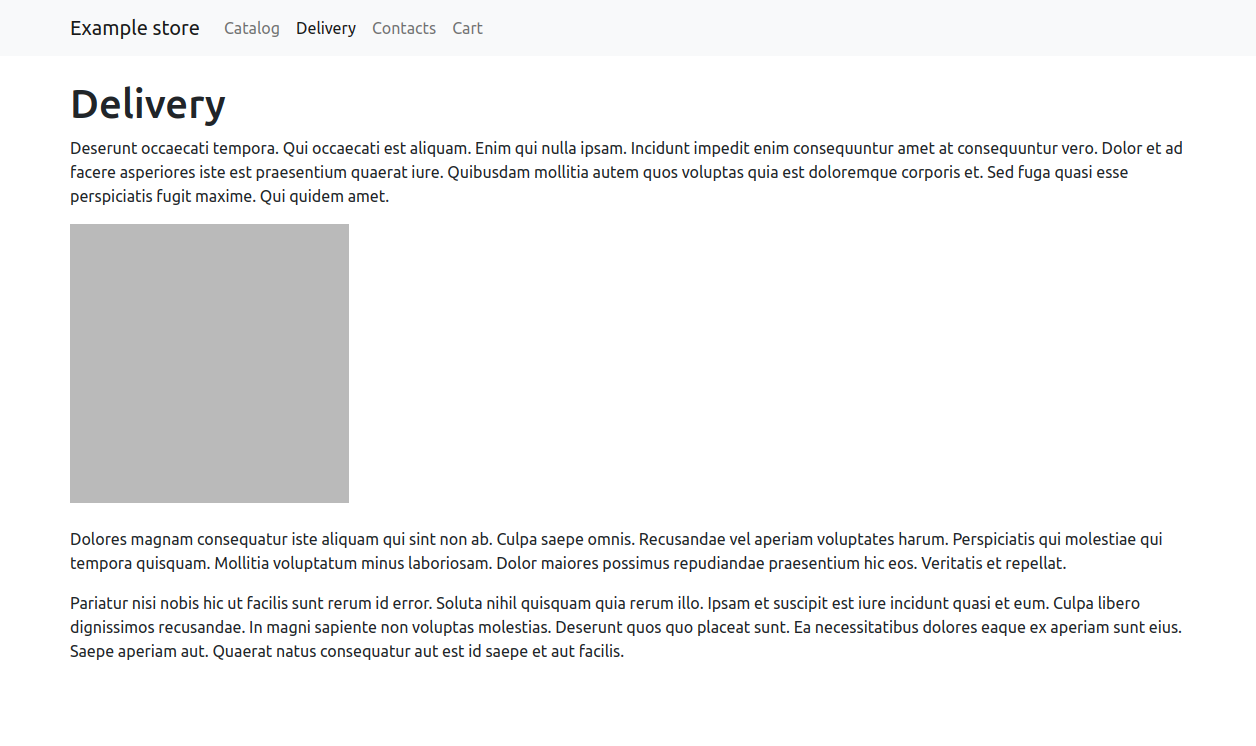 Example store Catalog Delivery Contacts Cart
Delivery
Deserunt occaecati tempora. Qui occaecati est aliquam. Enim qui nulla ipsam. Incidunt impedit enim consequuntur amet at consequuntur vero. Dolor et ad
facere asperiores iste est praesentium quaerat iure. Quibusdam mollitia autem quos voluptas quia est doloremque corporis et. Sed fuga quasi esse
perspiciatis fugit maxime. Qui quidem amet.
Dolores magnam consequatur iste aliquam qui sint non ab. Culpa saepe omnis. Recusandae vel aperiam voluptates harum. Perspiciatis qui molestiae qui
tempora quisquam. Mollitia voluptatum minus laboriosam. Dolor maiores possimus repudiandae praesentium hic eos. Veritatis et repellat.
Pariatur nisi nobis hic ut facilis sunt rerum id error. Soluta nihil quisquam quia rerum illo. Ipsam et suscipit est iure incidunt quasi et eum. Culpa libero
dignissimos recusandae. In magni sapiente non voluptas molestias. Deserunt quos quo placeat sunt. Ea necessitatibus dolores eaque ex aperiam sunt eius.
Saepe aperiam aut. Quaerat natus consequatur aut est id saepe et aut facilis.